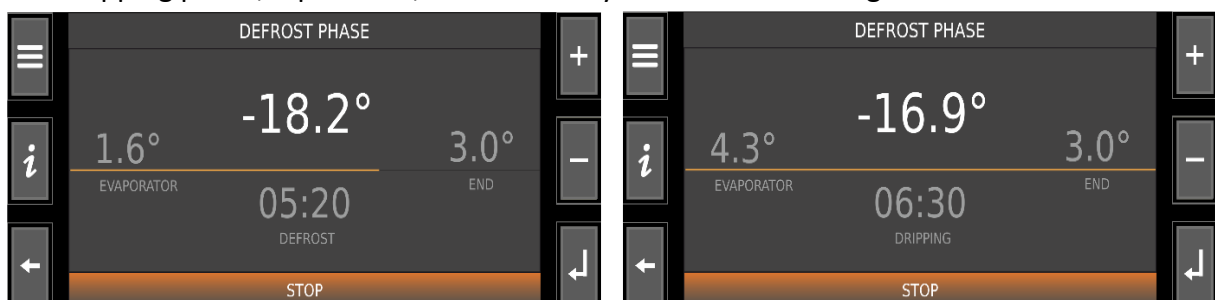 DEFROST PHASE
+
-18.2°
1.6°
3.0°
i
-
EVAPORATOR
END
05:20
DEFROST
STOP
DEFROST PHASE
+
-16.9°
4.3°
3.0°
i
-
EVAPORATOR
END
06:30
DRIPPING
STOP